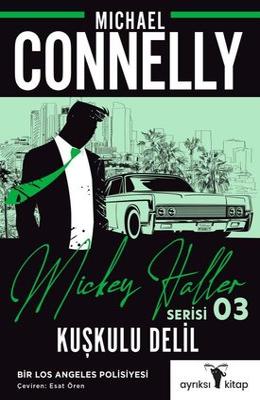 MICHAEL
CONNELLY
Mickey Haller
SERİSİ 03
KUŞKULU DELİL
BİR LOS ANGELES POLİSİYESİ
Çeviren: Esat Ören
ayrıksı kitap